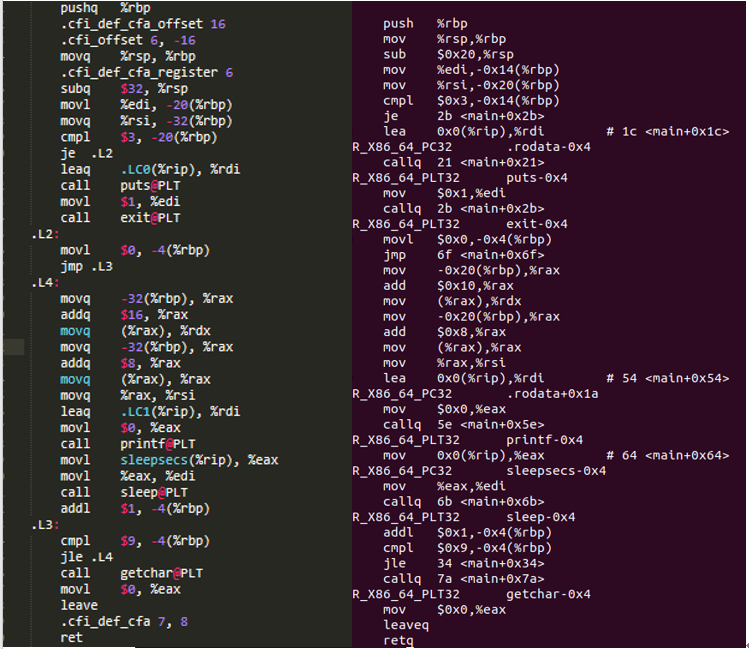 pushq %rbp
.cfi_def_cfa_offset 16
.cfi_offset 6, -16
movq %rsp, %rbp
.cfi_def_cfa_register 6
subq $32, %rsp
movl %edi, -20(%rbp)
movq %rsi, -32(%rbp)
cmpl $3, -20(%rbp)
je .L2
leaq .LC0(%rip), %rdi
call puts@PLT
movl $1, %edi
call exit@PLT
.L2:
movl $0, -4(%rbp)
jmp .L3
.L4:
movq -32(%rbp), %rax
addq $16, %rax
movq (%rax), %rdx
movq -32(%rbp), %rax
addq $8, %rax
movq (%rax), %rax
movq %rax, %rsi
leaq .LC1(%rip), %rdi
movl $0, %eax
call printf@PLT
movl sleepsecs(%rip), %eax
movl %eax, %edi
call sleep@PLT
addl $1, -4(%rbp)
.L3:
cmpl $9, -4(%rbp)
jle .L4
call getchar@PLT
movl $0, %eax
leave
.cfi_def_cfa 7, 8
ret
push %rbp
mov %rsp,%rbp
sub $0x20,%rsp
mov %edi,-0x14(%rbp)
mov %rsi,-0x20(%rbp)
cmpl $0x3,-0x14(%rbp)
je 2b <main+0x2b>
lea 0x0(%rip),%rdi # 1c <main+0x1c>
R_X86_64_PC32 .rodata-0x4
callq 21 <main+0x21>
R_X86_64_PLT32 puts-0x4
mov $0x1,%edi
callq 2b <main+0x2b>
R_X86_64_PLT32 exit-0x4
movl $0x0,-0x4(%rbp)
jmp 6f <main+0x6f>
mov -0x20(%rbp),%rax
add $0x10,%rax
mov (%rax),%rdx
mov -0x20(%rbp),%rax
add $0x8,%rax
mov (%rax),%rax
mov %rax,%rsi
lea 0x0(%rip),%rdi # 54 <main+0x54>
R_X86_64_PC32 .rodata+0x1a
mov $0x0,%eax
callq 5e <main+0x5e>
R_X86_64_PLT32 printf-0x4
mov 0x0(%rip),%eax # 64 <main+0x64>
R_X86_64_PC32 sleepsecs-0x4
mov %eax,%edi
callq 6b <main+0x6b>
R_X86_64_PLT32 sleep-0x4
addl $0x1,-0x4(%rbp)
cmpl $0x9,-0x4(%rbp)
jle 34 <main+0x34>
callq 7a <main+0x7a>
R_X86_64_PLT32 getchar-0x4
mov $0x0,%eax
leaveq
retq